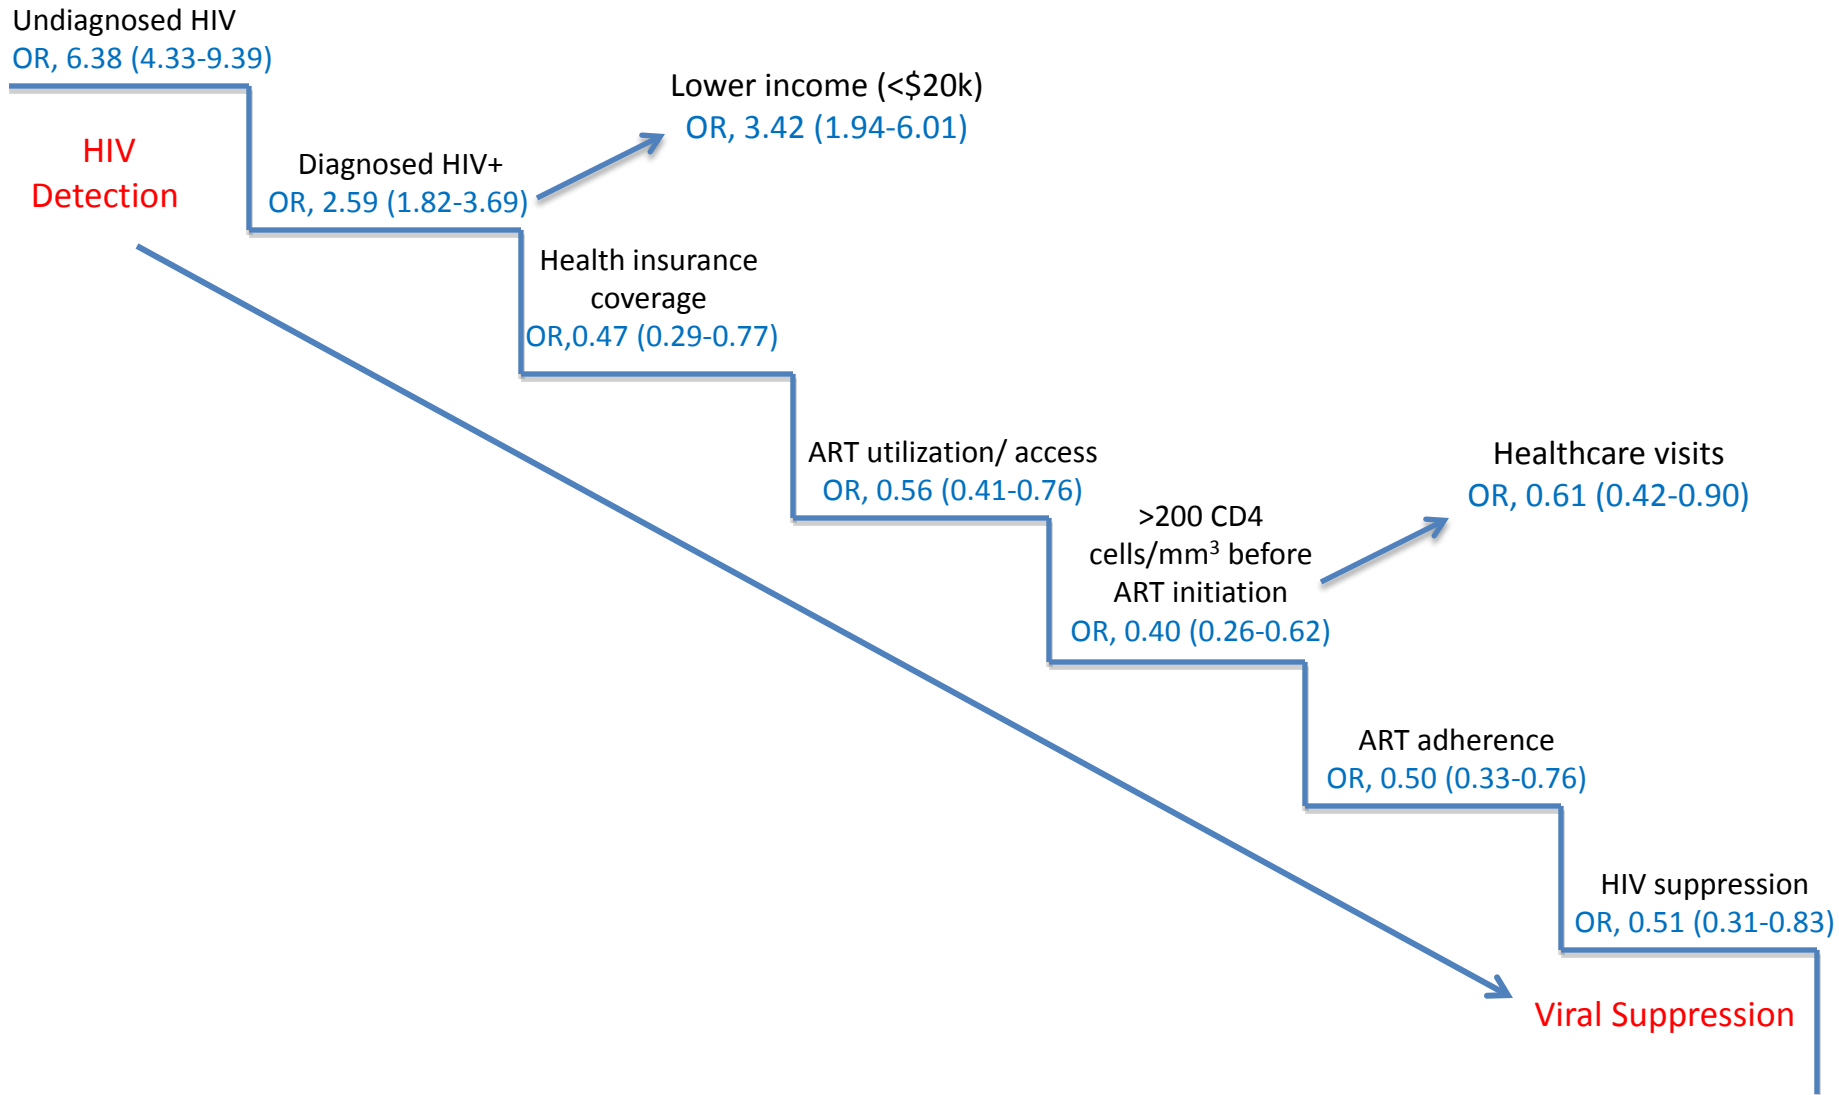 Undiagnosed HIV
OR, 6.38 (4.33-9.39)
HIV
Detection
Diagnosed HIV+
OR, 2.59 (1.82-3.69)
Lower income (<$20k)
OR, 3.42 (1.94-6.01)
Health insurance
coverage
OR,0.47 (0.29-0.77)
ART utilization/ access
OR, 0.56 (0.41-0.76)
>200 CD4
cells/mm³ before
ART initiation
OR, 0.40 (0.26-0.62)
Healthcare visits
OR, 0.61 (0.42-0.90)
ART adherence
OR, 0.50 (0.33-0.76)
HIV suppression
OR, 0.51 (0.31-0.83)
Viral Suppression